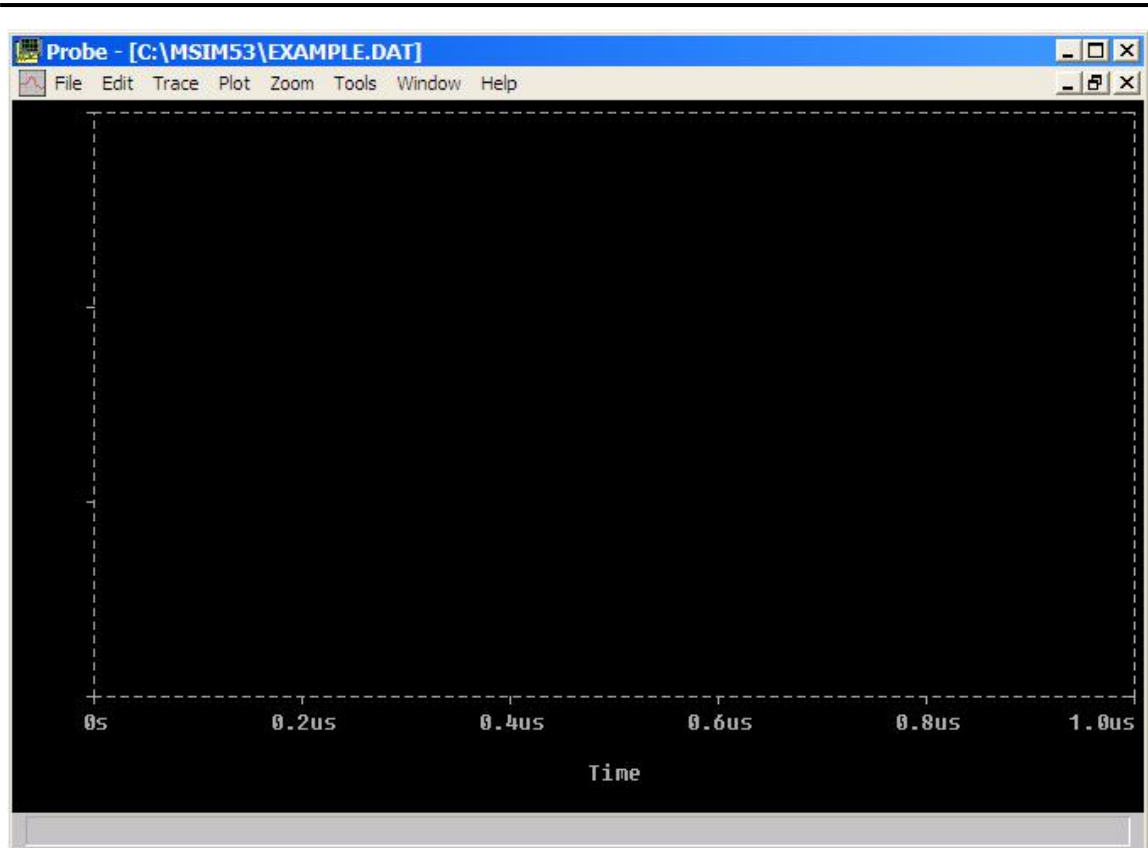 Probe - [C:\MSIM53\EXAMPLE.DAT]
File Edit Trace Plot Zoom Tools Window Help
0s 0.2us 0.4us 0.6us 0.8us 1.0us
Time